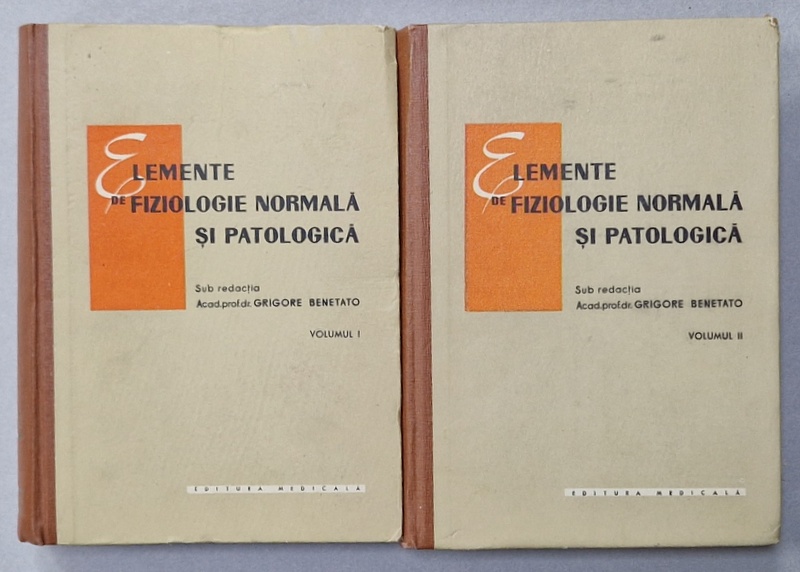 ELEMENTE
DE FIZIOLOGIE NORMALĂ
ȘI PATOLOGICĂ
Sub redacția
Acad.prof.dr. GRIGORE BENETATO
VOLUMUL I
EDITURA MEDICALĂ
ELEMENTE
DE FIZIOLOGIE NORMALĂ
ȘI PATOLOGICĂ
Sub redacția
Acad.prof.dr. GRIGORE BENETATO
VOLUMUL II
EDITURA MEDICALĂ